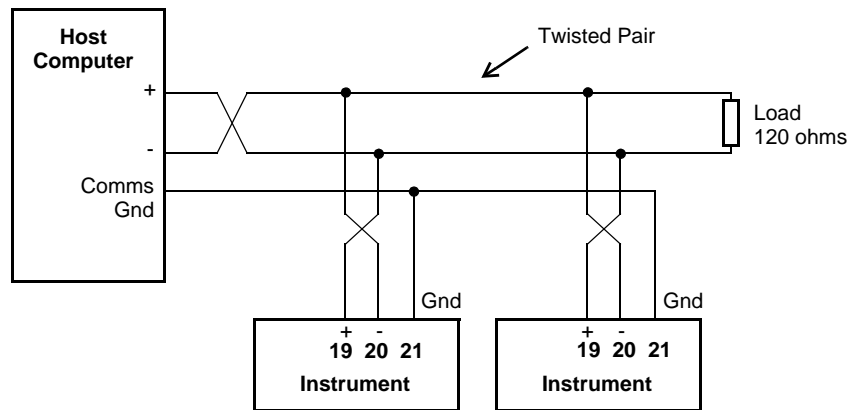 Host
Computer
Twisted Pair
+
-
Load
120 ohms
Comms
Gnd
Gnd
Gnd
+ -
19 20 21
Instrument
+ -
19 20 21
Instrument